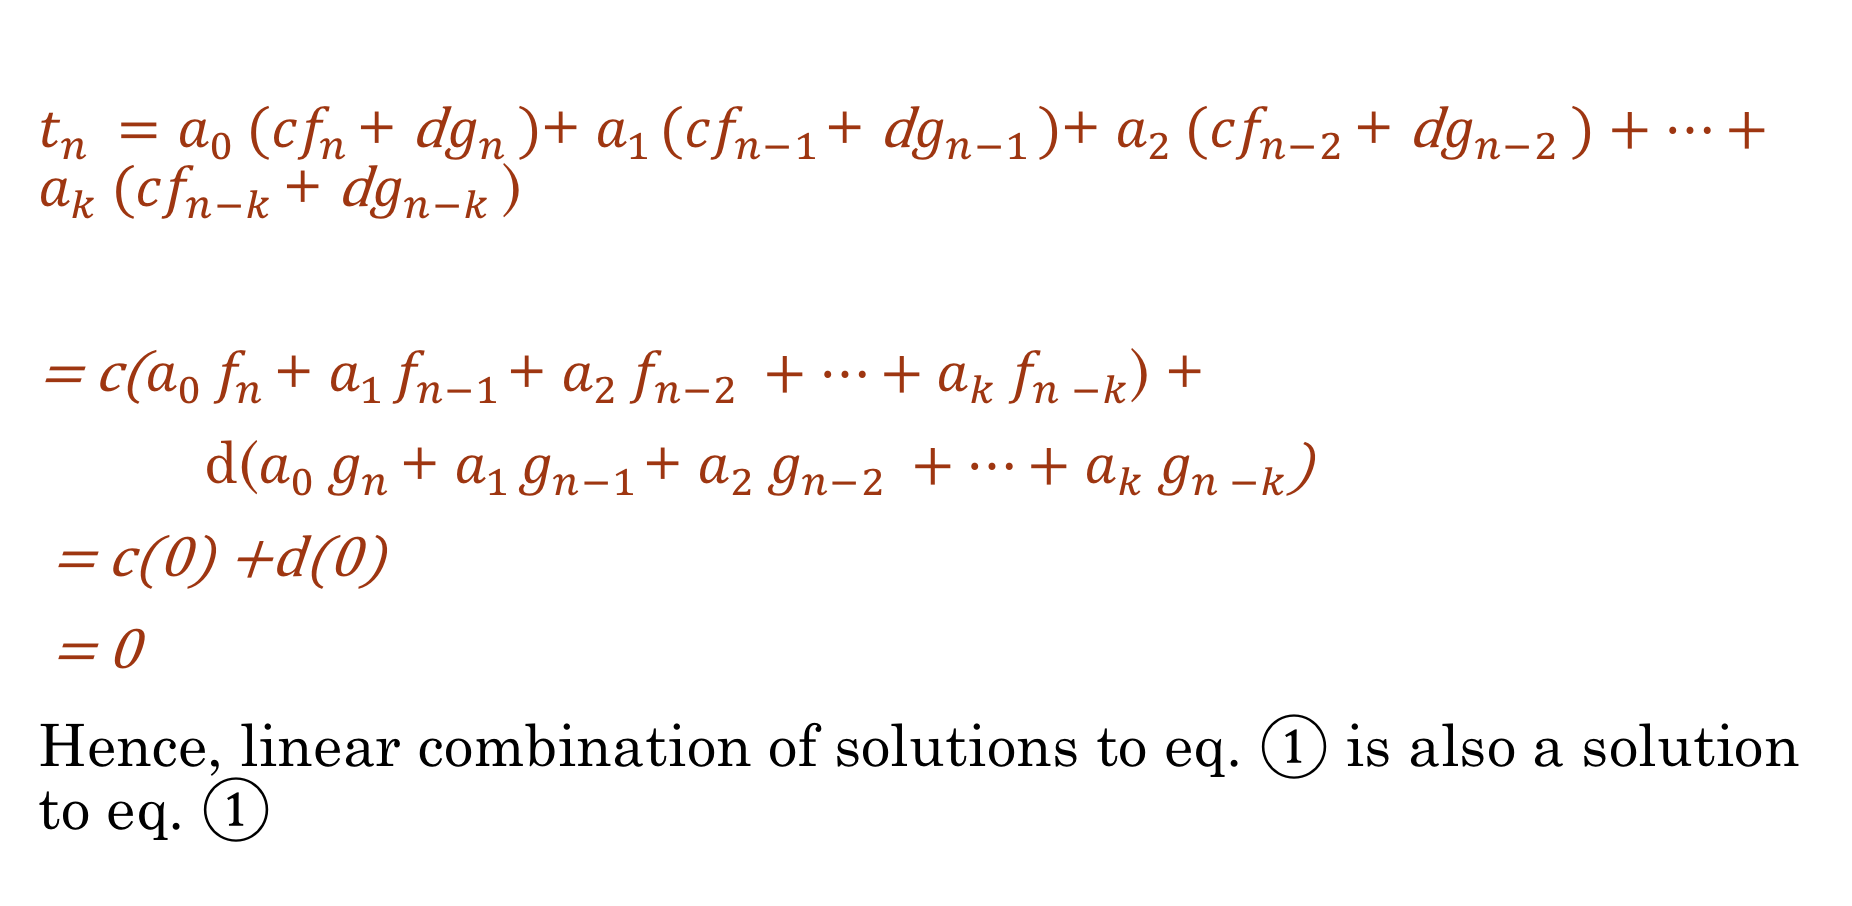 tₙ = a₀ (cfₙ + dgₙ )+ a₁ (cfₙ₋₁ + dgₙ₋₁ )+ a₂ (cfₙ₋₂ + dgₙ₋₂ ) + ⋯ +
aₖ (cfₙ₋ₖ + dgₙ₋ₖ )
= c(a₀ fₙ + a₁ fₙ₋₁ + a₂ fₙ₋₂ + ⋯ + aₖ fₙ ₋ₖ) +
d(a₀ gₙ + a₁ gₙ₋₁ + a₂ gₙ₋₂ + ⋯ + aₖ gₙ ₋ₖ)
= c(0) +d(0)
= 0
Hence, linear combination of solutions to eq. ① is also a solution
to eq. ①